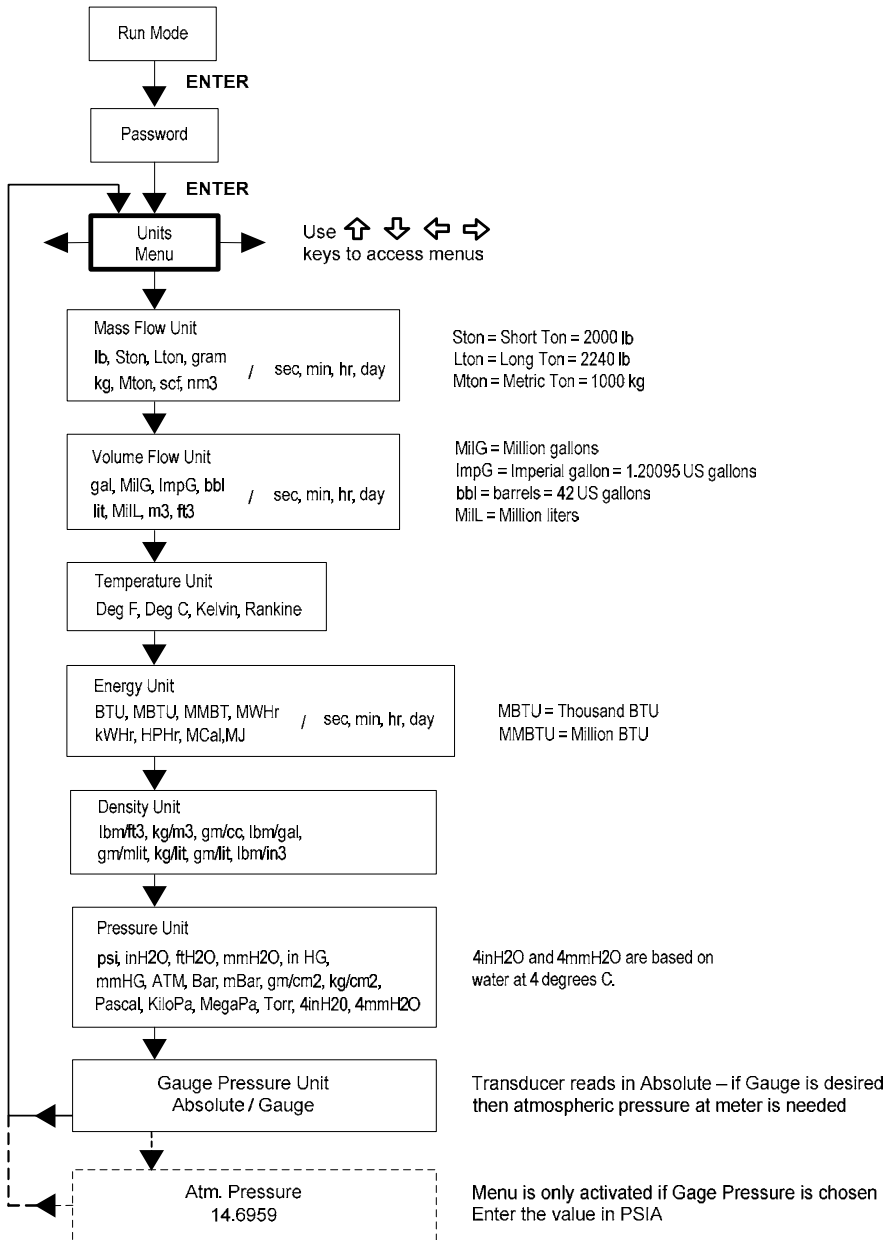 Run Mode
ENTER
Password
ENTER
Units
Menu
Use
keys to access menus
Mass Flow Unit
lb, Ston, Lton, gram
kg, Mton, scf, nm3
/ sec, min, hr, day
Ston = Short Ton = 2000 lb
Lton = Long Ton = 2240 lb
Mton = Metric Ton = 1000 kg
Volume Flow Unit
gal, MilG, ImpG, bbl
lit, MilL, m3, ft3
/ sec, min, hr, day
MilG = Million gallons
ImpG = Imperial gallon = 1.20095 US gallons
bbl = barrels = 42 US gallons
MilL = Million liters
Temperature Unit
Deg F, Deg C, Kelvin, Rankine
Energy Unit
BTU, MBTU, MMBT, MWHr
kWHr, HPHr, MCal,MJ
/ sec, min, hr, day
MBTU = Thousand BTU
MMBTU = Million BTU
Density Unit
lbm/ft3, kg/m3, gm/cc, lbm/gal,
gm/mlit, kg/lit, gm/lit, lbm/in3
Pressure Unit
psi, inH2O, ftH2O, mmH2O, in HG,
mmHG, ATM, Bar, mBar, gm/cm2, kg/cm2,
Pascal, KiloPa, MegaPa, Torr, 4inH20, 4mmH2O
4inH2O and 4mmH2O are based on
water at 4 degrees C.
Gauge Pressure Unit
Absolute / Gauge
Transducer reads in Absolute – if Gauge is desired
then atmospheric pressure at meter is needed
Atm. Pressure
14.6959
Menu is only activated if Gage Pressure is chosen
Enter the value in PSIA